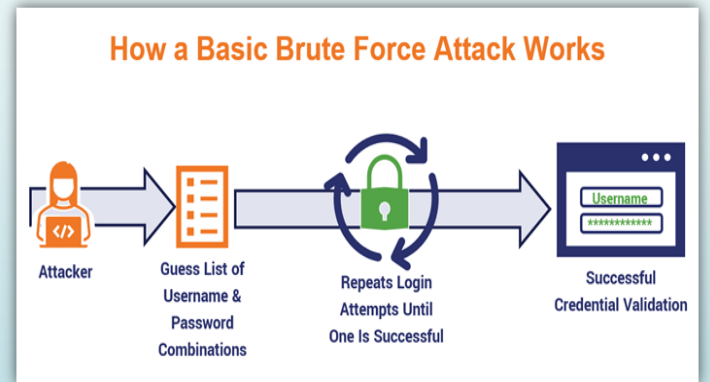 How a Basic Brute Force Attack Works
</>
Attacker
Guess List of
Username &
Password
Combinations
Repeats Login
Attempts Until
One Is Successful
Username
************
Successful
Credential Validation